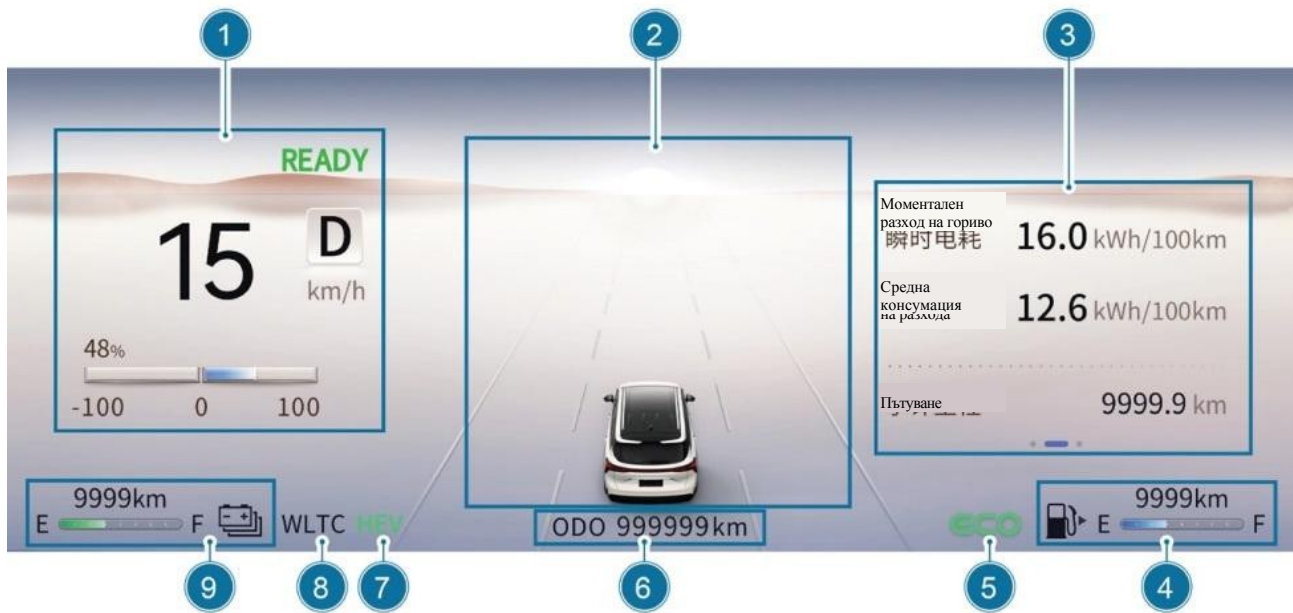 1
2
3
READY
15
D
km/h
48%
-100 0 100
Моментален
разход на гориво
瞬时电耗
16.0 kWh/100km
Средна
консумация
на разхода
12.6 kWh/100km
Пътуване
9999.9 km
9999km
E F
WLTC
HEV
ODO 999999km
eco
9999km
E F
9
8
7
6
5
4